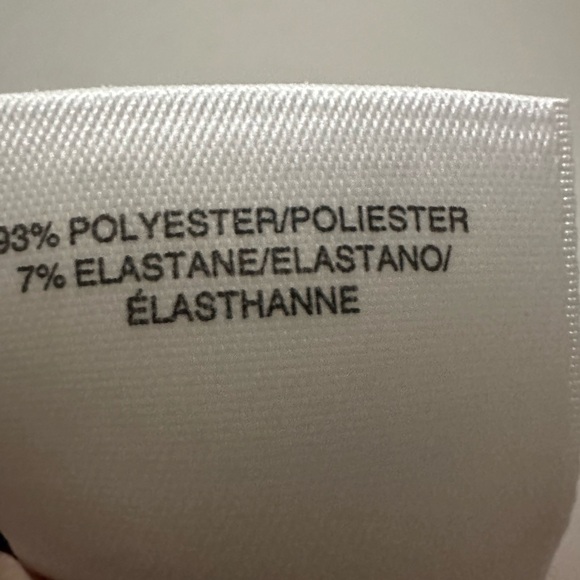 93% POLYESTER/POLIESTER
7% ELASTANE/ELASTANO/
ÉLASTHANNE